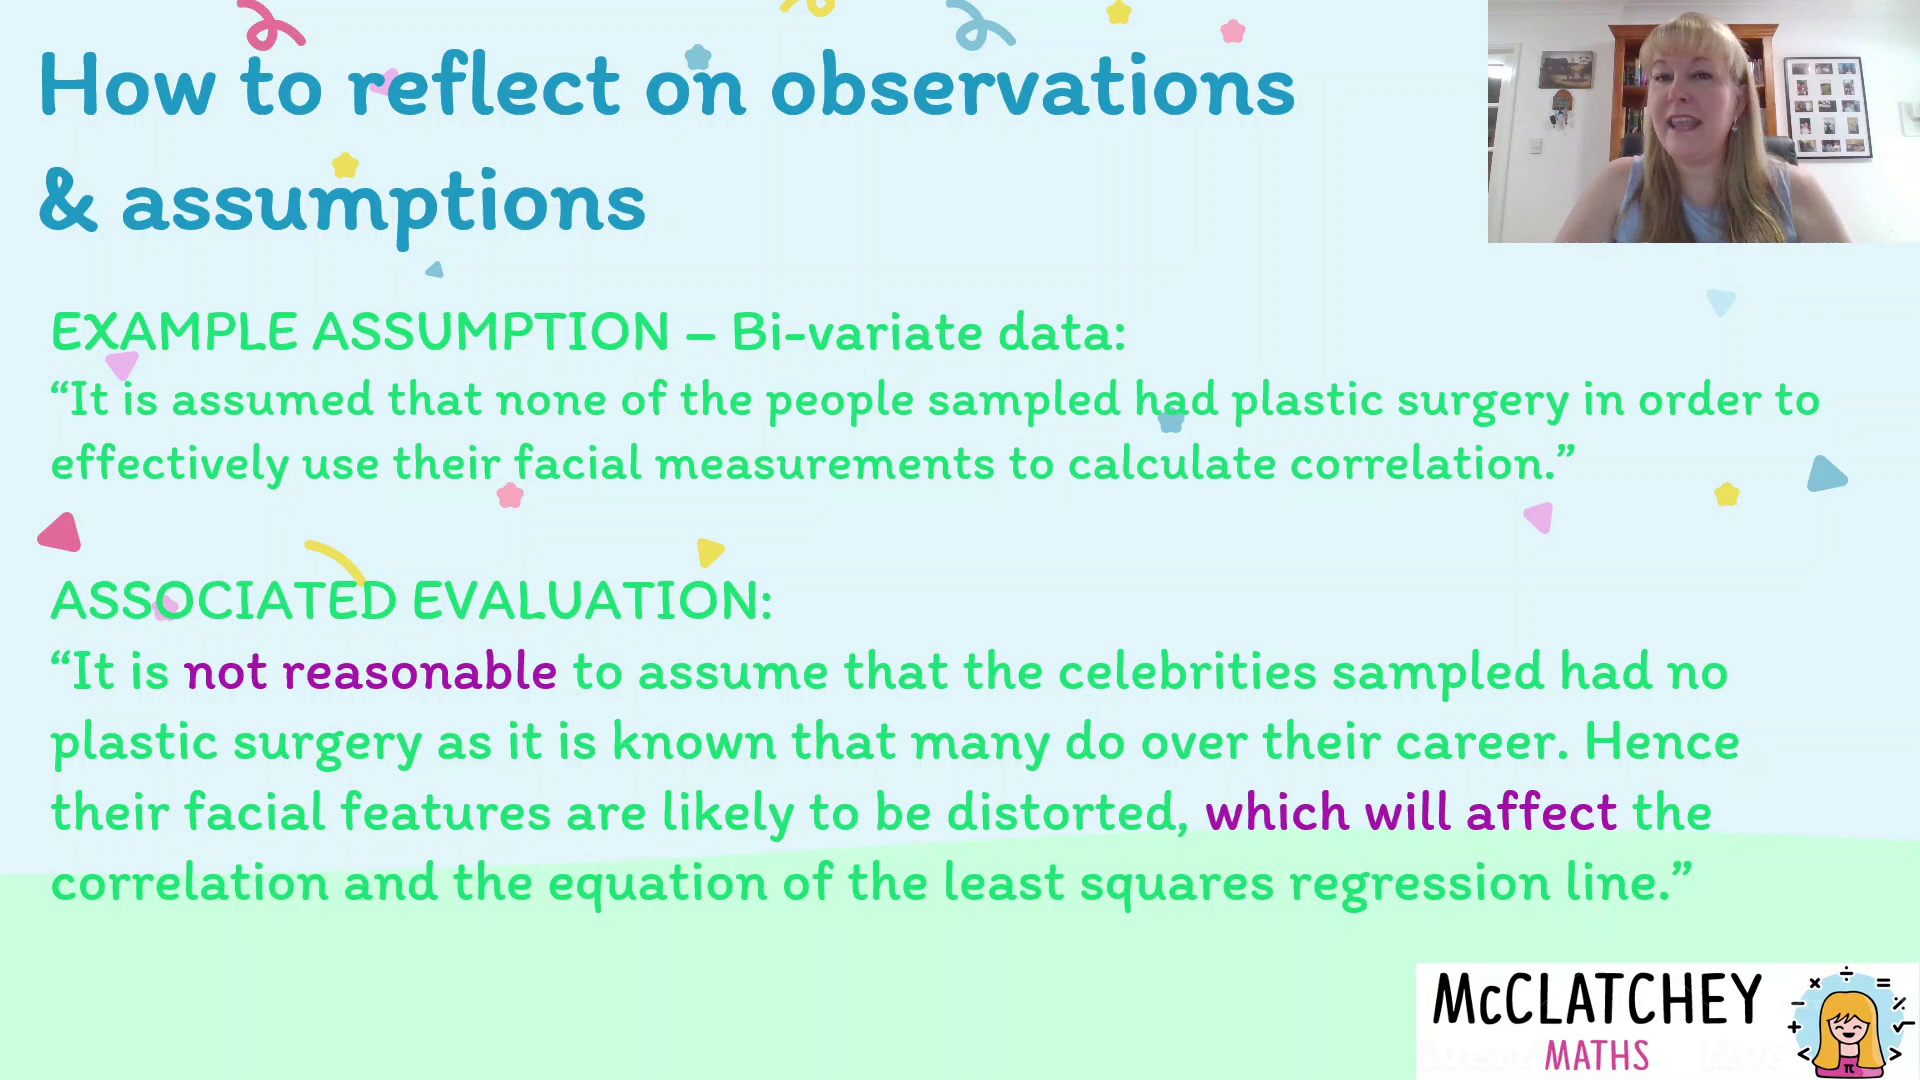 How to reflect on observations
& assumptions
EXAMPLE ASSUMPTION – Bi-variate data:
“It is assumed that none of the people sampled had plastic surgery in order to
effectively use their facial measurements to calculate correlation.”
ASSOCIATED EVALUATION:
“It is not reasonable to assume that the celebrities sampled had no
plastic surgery as it is known that many do over their career. Hence
their facial features are likely to be distorted, which will affect the
correlation and the equation of the least squares regression line.”
McCLATCHEY
MATHS